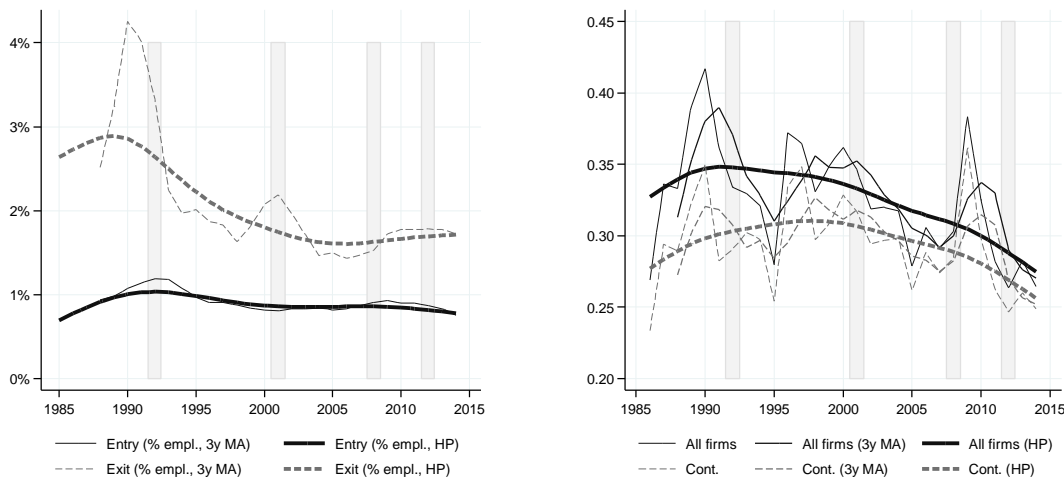 4%
3%
2%
1%
0%
1985 1990 1995 2000 2005 2010 2015
Entry (% empl., 3y MA) Entry (% empl., HP)
Exit (% empl., 3y MA) Exit (% empl., HP)
0.45
0.40
0.35
0.30
0.25
0.20
1985 1990 1995 2000 2005 2010 2015
All firms All firms (3y MA) All firms (HP)
Cont. Cont. (3y MA) Cont. (HP)